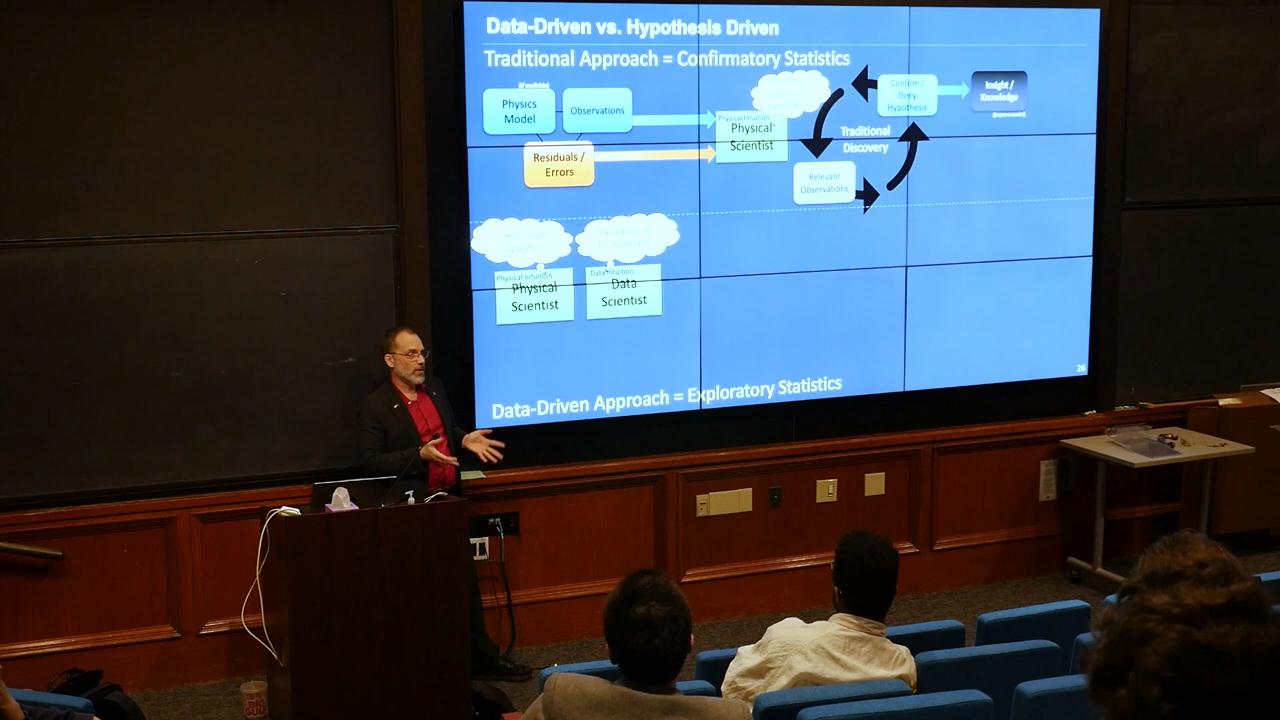 Data-Driven vs. Hypothesis Driven
Traditional Approach = Confirmatory Statistics
Physics
Model
Observations
Residuals /
Errors
Physical Intuition
Physical
Scientist
Confirm /
Deny
Hypothesis
Insight /
Knowledge
Traditional
Discovery
Relevant
Observations
Physical Intuition
Physical
Scientist
Data Intuition
Data
Scientist
Data-Driven Approach = Exploratory Statistics
26